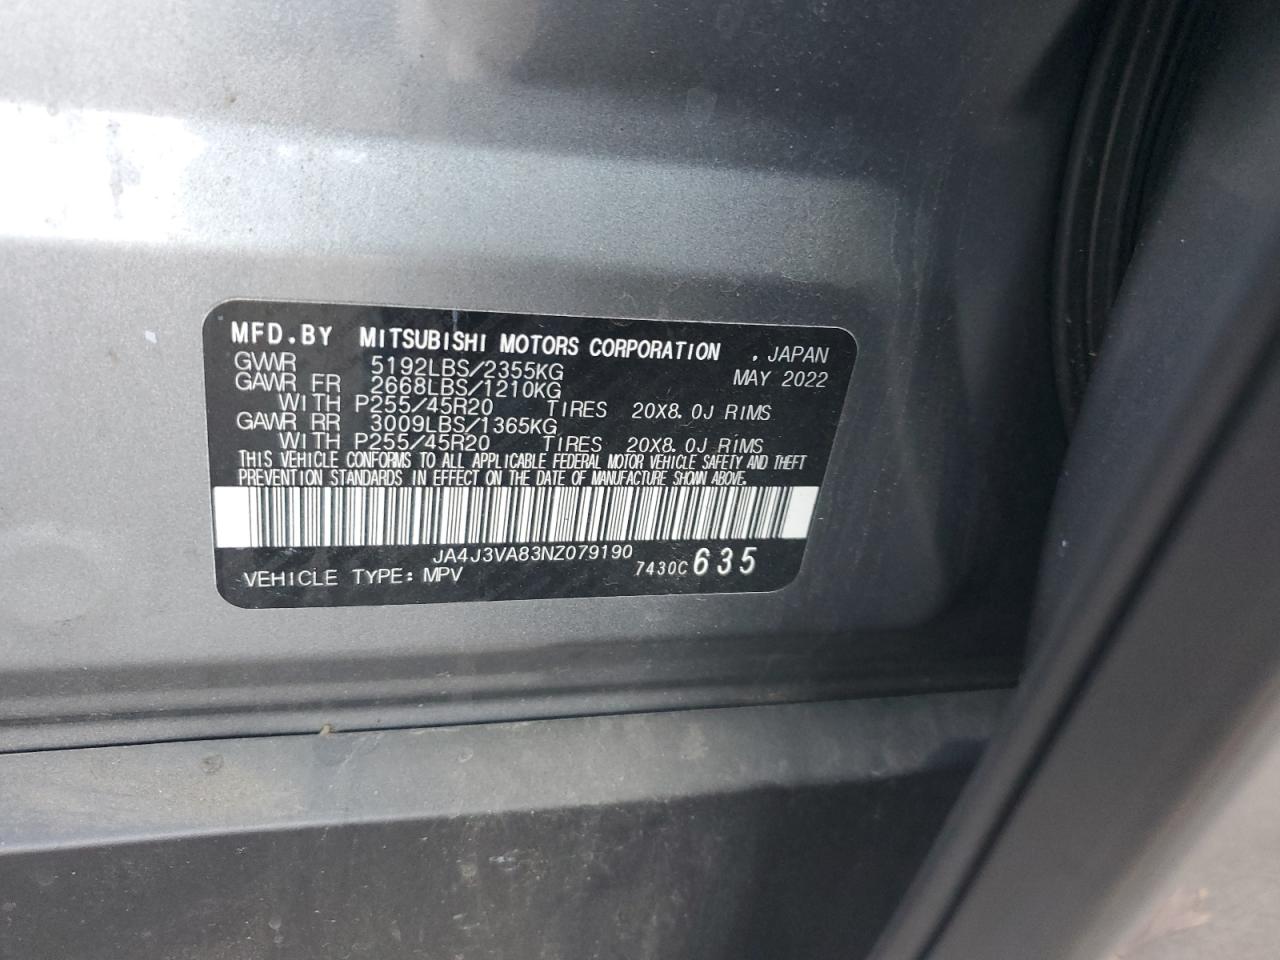 MFD.BY MITSUBISHI MOTORS CORPORATION . JAPAN
GVWR 5192LBS/2355KG MAY 2022
GAWR FR 2668LBS/1210KG
WITH P255/45R20 TIRES 20X8.0J RIMS
GAWR RR 3009LBS/1365KG
WITH P255/45R20 TIRES 20X8.0J RIMS
THIS VEHICLE CONFORMS TO ALL APPLICABLE FEDERAL MOTOR VEHICLE SAFETY AND THEFT
PREVENTION STANDARDS IN EFFECT ON THE DATE OF MANUFACTURE SHOWN ABOVE.
JA4J3VA83NZ079190
VEHICLE TYPE: MPV 7430C 635